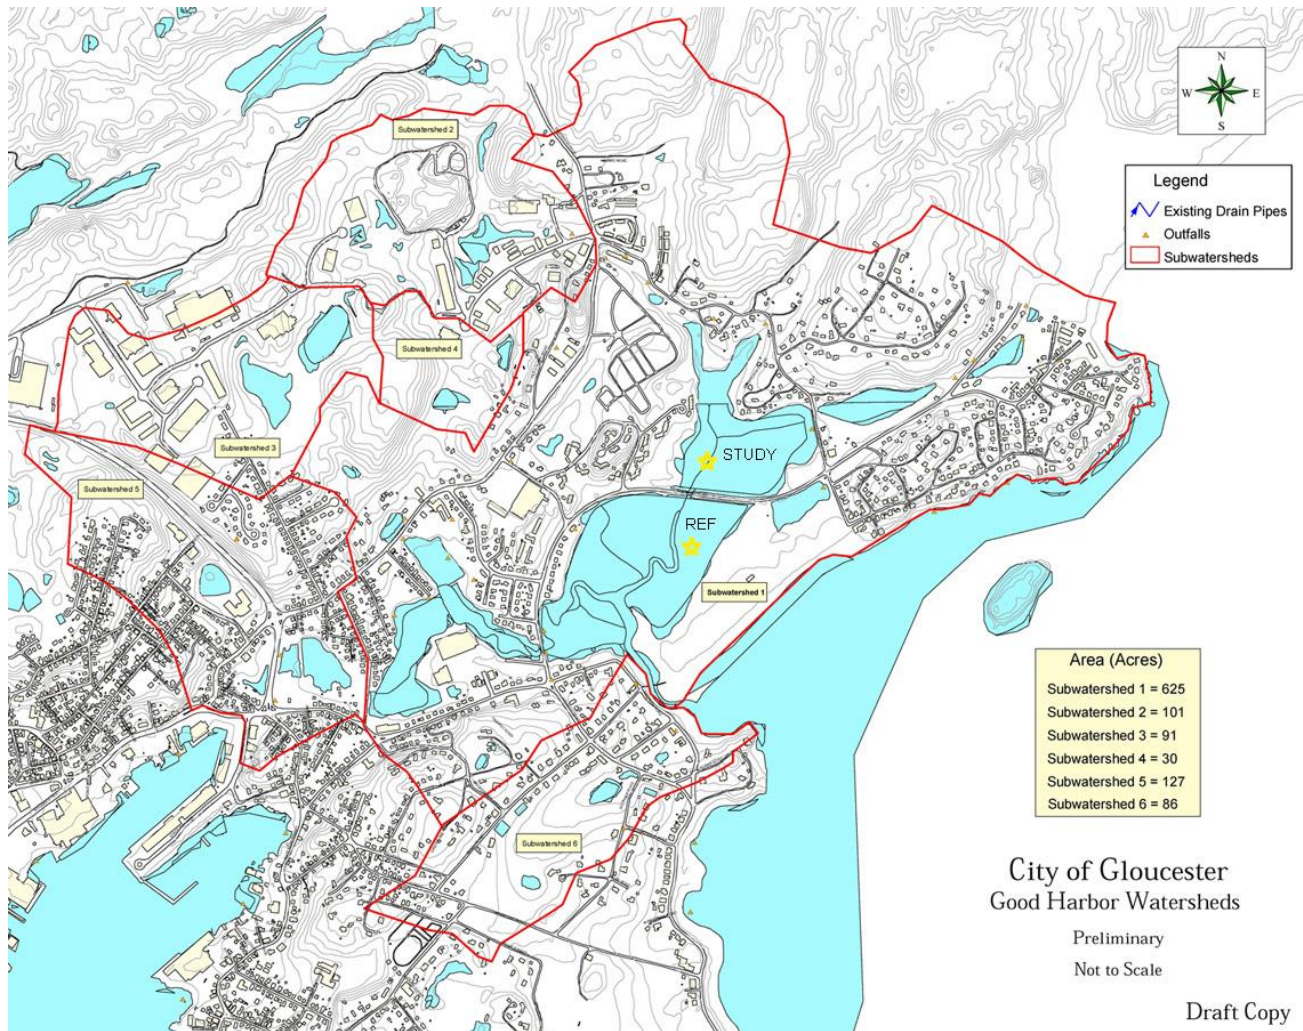 Subwatershed 2
N
W E
S
Legend
Existing Drain Pipes
Outfalls
Subwatersheds
Subwatershed 4
Subwatershed 3
STUDY
Subwatershed 5
REF
Subwatershed 1
Area (Acres)
Subwatershed 1 = 625
Subwatershed 2 = 101
Subwatershed 3 = 91
Subwatershed 4 = 30
Subwatershed 5 = 127
Subwatershed 6 = 86
Subwatershed 6
City of Gloucester
Good Harbor Watersheds
Preliminary
Not to Scale
Draft Copy